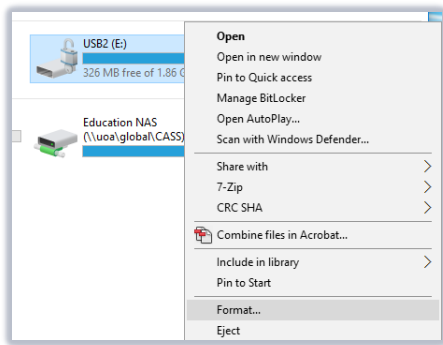 USB2 (E:)
326 MB free of 1.86 G
Education NAS
(\\uoa\global\CASS)
Open
Open in new window
Pin to Quick access
Manage BitLocker
Open AutoPlay...
Scan with Windows Defender...
Share with
7-Zip
CRC SHA
Combine files in Acrobat...
Include in library
Pin to Start
Format...
Eject